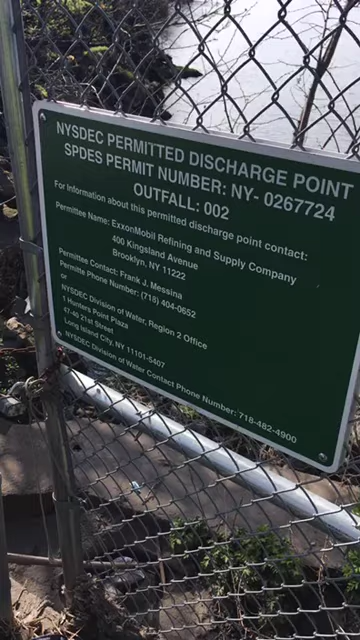 NYSDEC PERMITTED DISCHARGE POINT
SPDES PERMIT NUMBER: NY- 0267724
OUTFALL: 002
For information about this permitted discharge point contact:
Permittee Name: ExxonMobil Refining and Supply Company
400 Kingsland Avenue
Brooklyn, NY 11222
Permittee Contact: Frank J. Messina
Permitte Phone Number: (718) 404-0652
or
NYSDEC Division of Water, Region 2 Office
1 Hunters Point Plaza
47-40 21st Street
Long Island City, NY 11101-5407
NYSDEC Division of Water Contact Phone Number: 718-482-4900